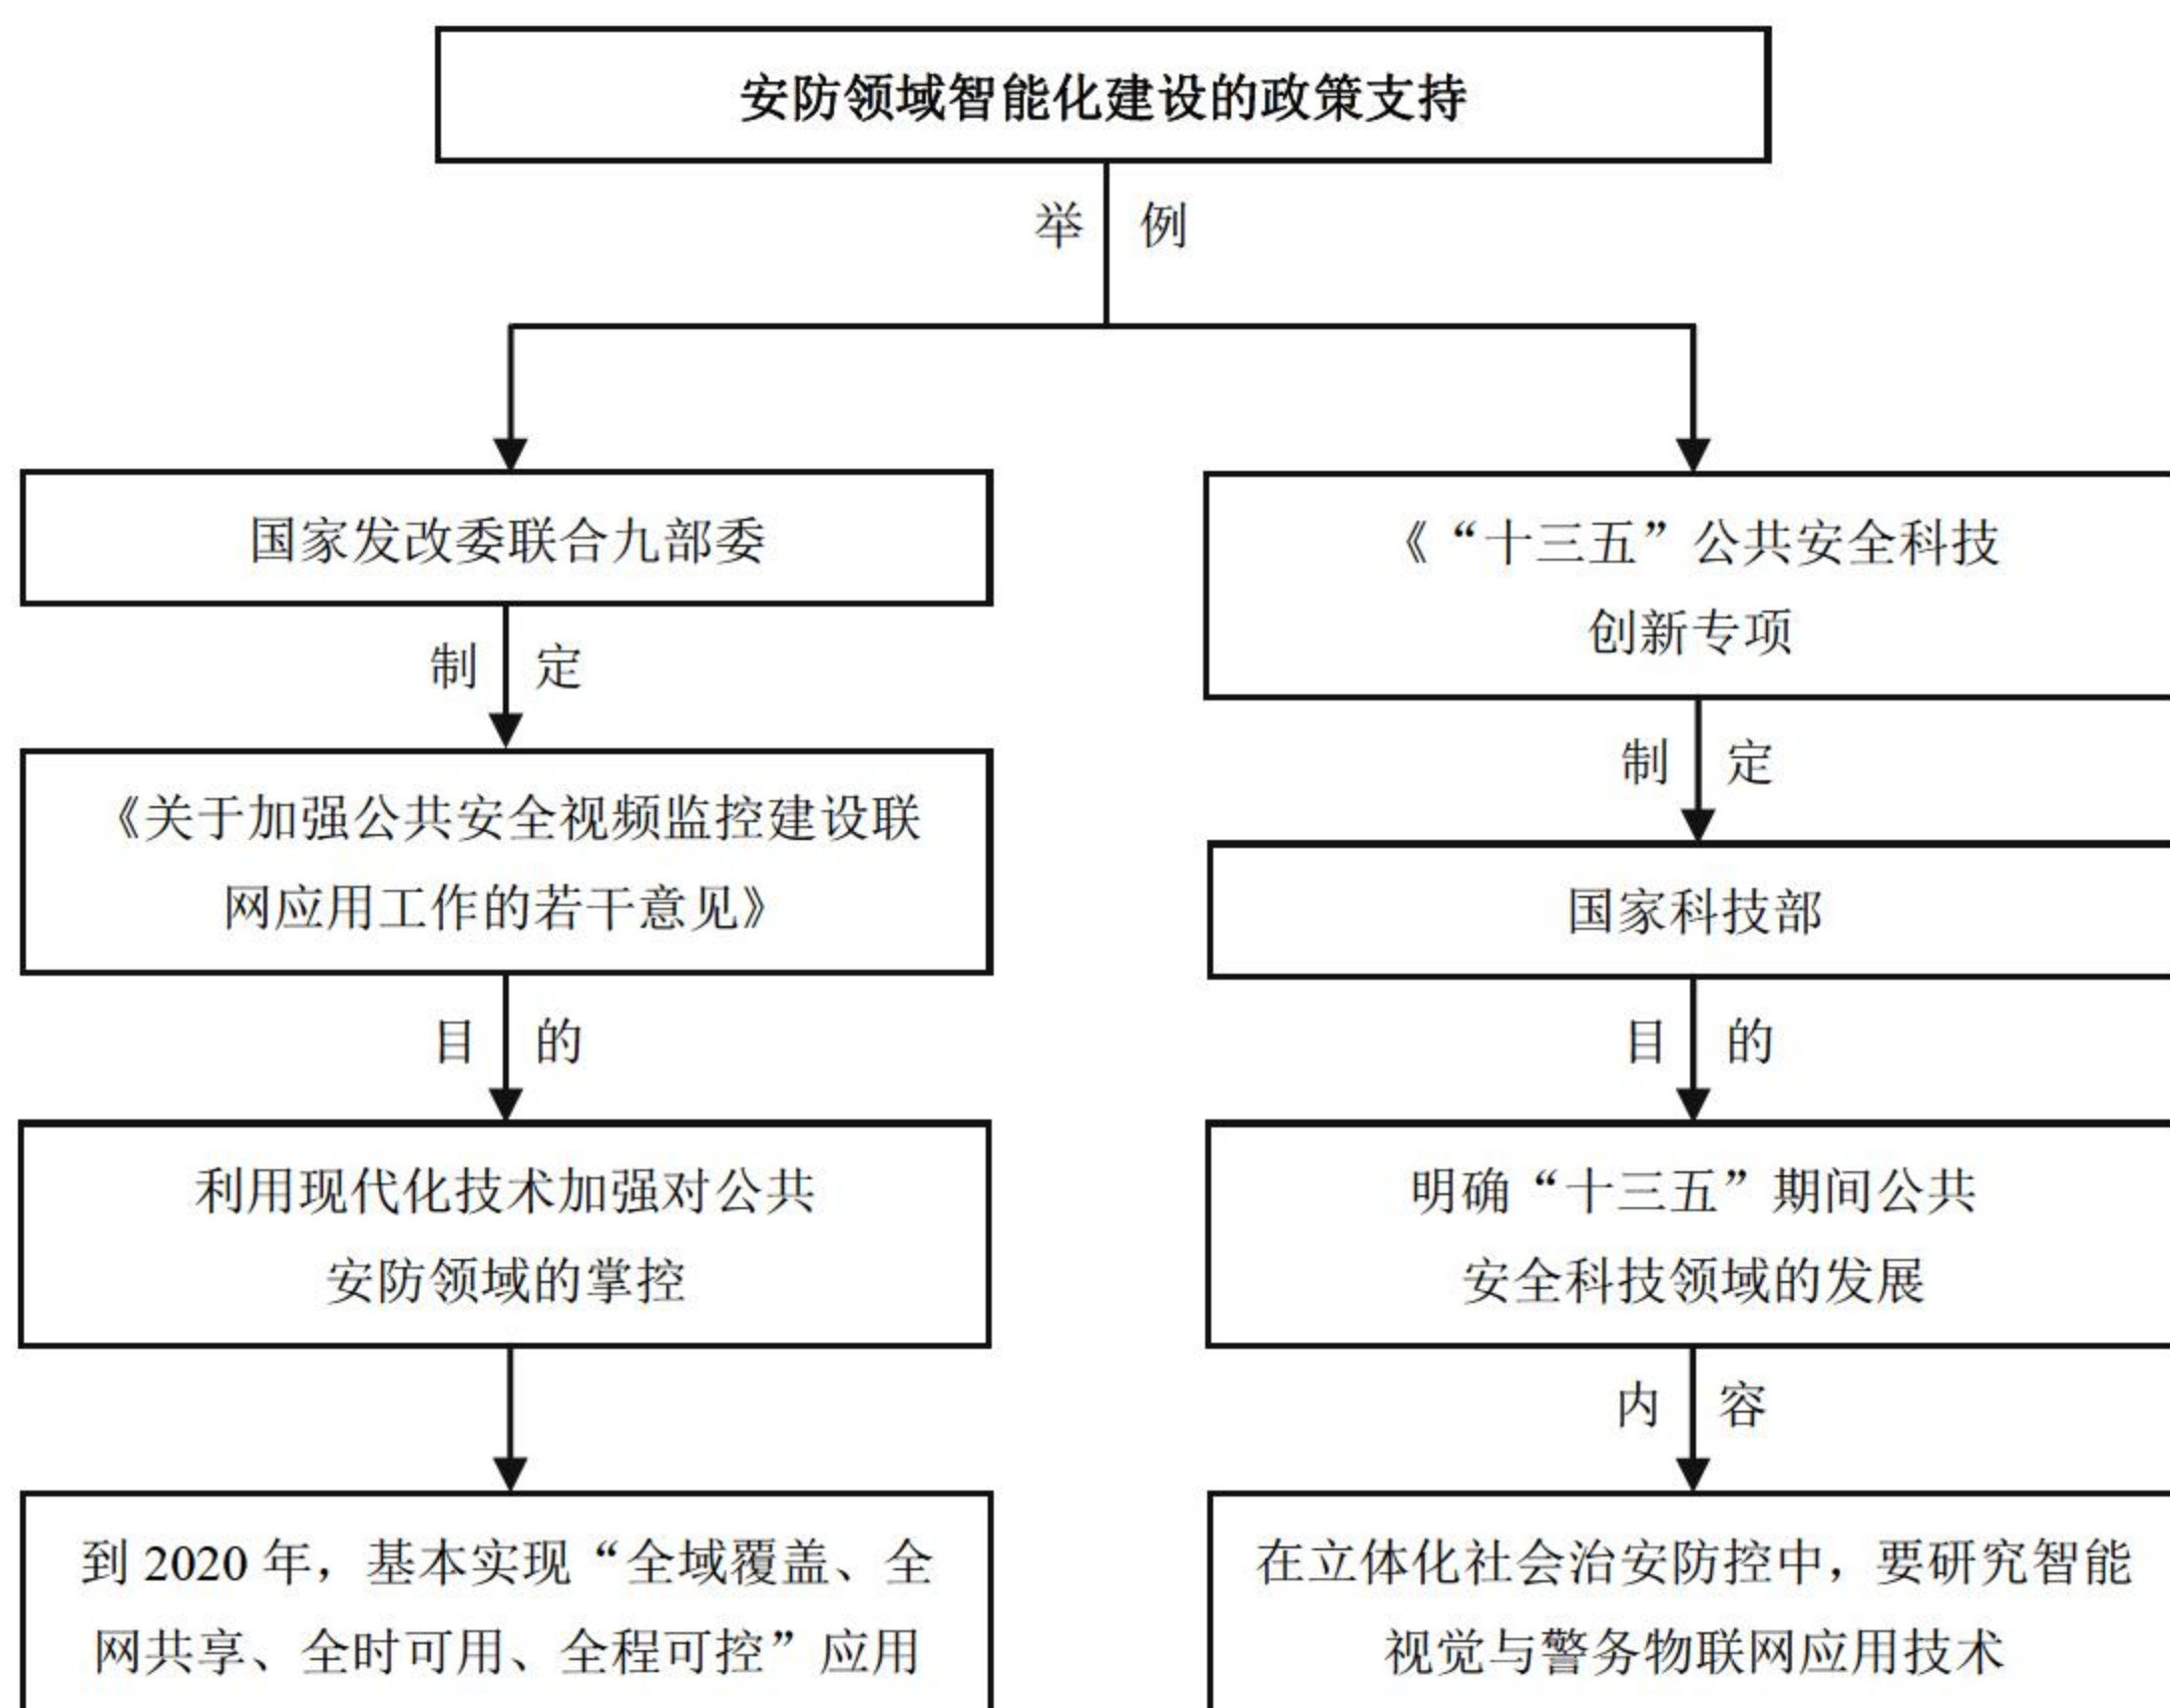 安防领域智能化建设的政策支持
举例
国家发改委联合九部委
制定
《关于加强公共安全视频监控建设联
网应用工作的若干意见》
目的
利用现代化技术加强对公共
安防领域的掌控
到 2020 年，基本实现“全域覆盖、全
网共享、全时可用、全程可控”应用
《“十三五”公共安全科技
创新专项
制定
国家科技部
目的
明确“十三五”期间公共
安全科技领域的发展
内容
在立体化社会治安防控中，要研究智能
视觉与警务物联网应用技术